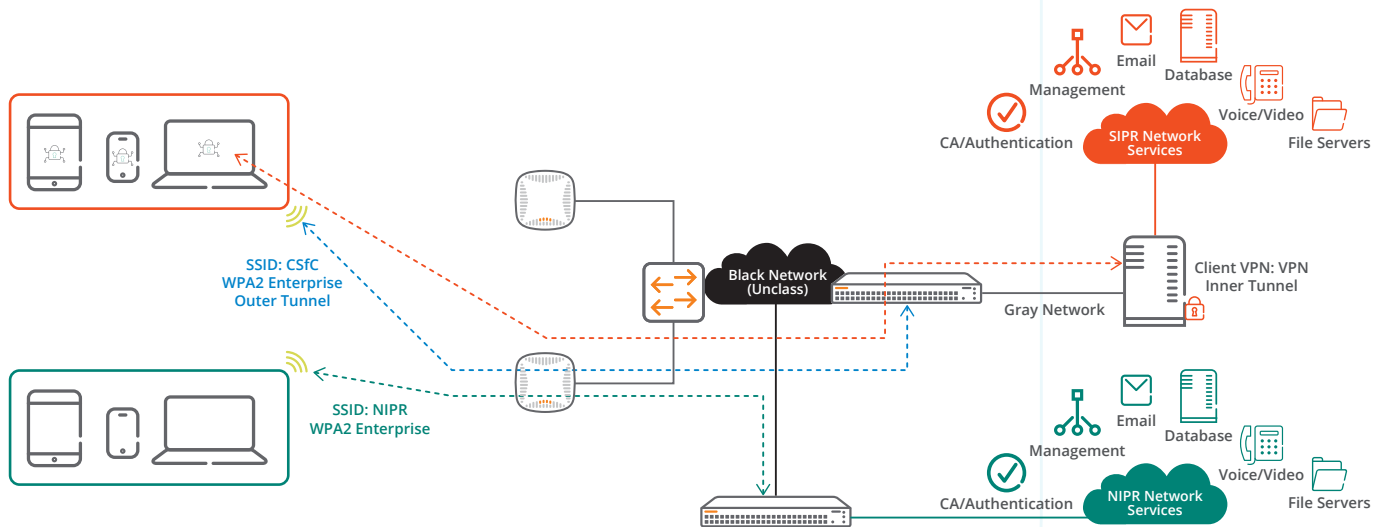 Email
Database
Management
Voice/Video
CA/Authentication
File Servers
SIPR Network
Services
SSID: CSfC
WPA2 Enterprise
Outer Tunnel
Black Network
(Unclass)
Client VPN: VPN
Inner Tunnel
Gray Network
SSID: NIPR
WPA2 Enterprise
Email
Database
Management
Voice/Video
CA/Authentication
File Servers
NIPR Network
Services